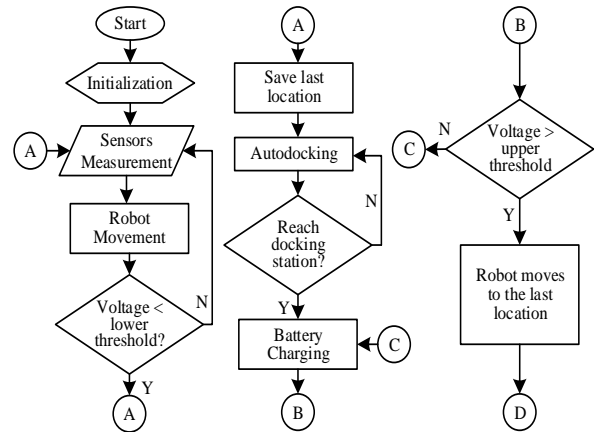 Start
Initialization
A
Sensors
Measurement
Robot
Movement
N
Voltage <
lower
threshold?
Y
A
A
Save last
location
Autodocking
N
Reach
docking
station?
Y
Battery
Charging
C
B
B
N
C
Voltage >
upper
threshold
Y
Robot moves
to the last
location
D